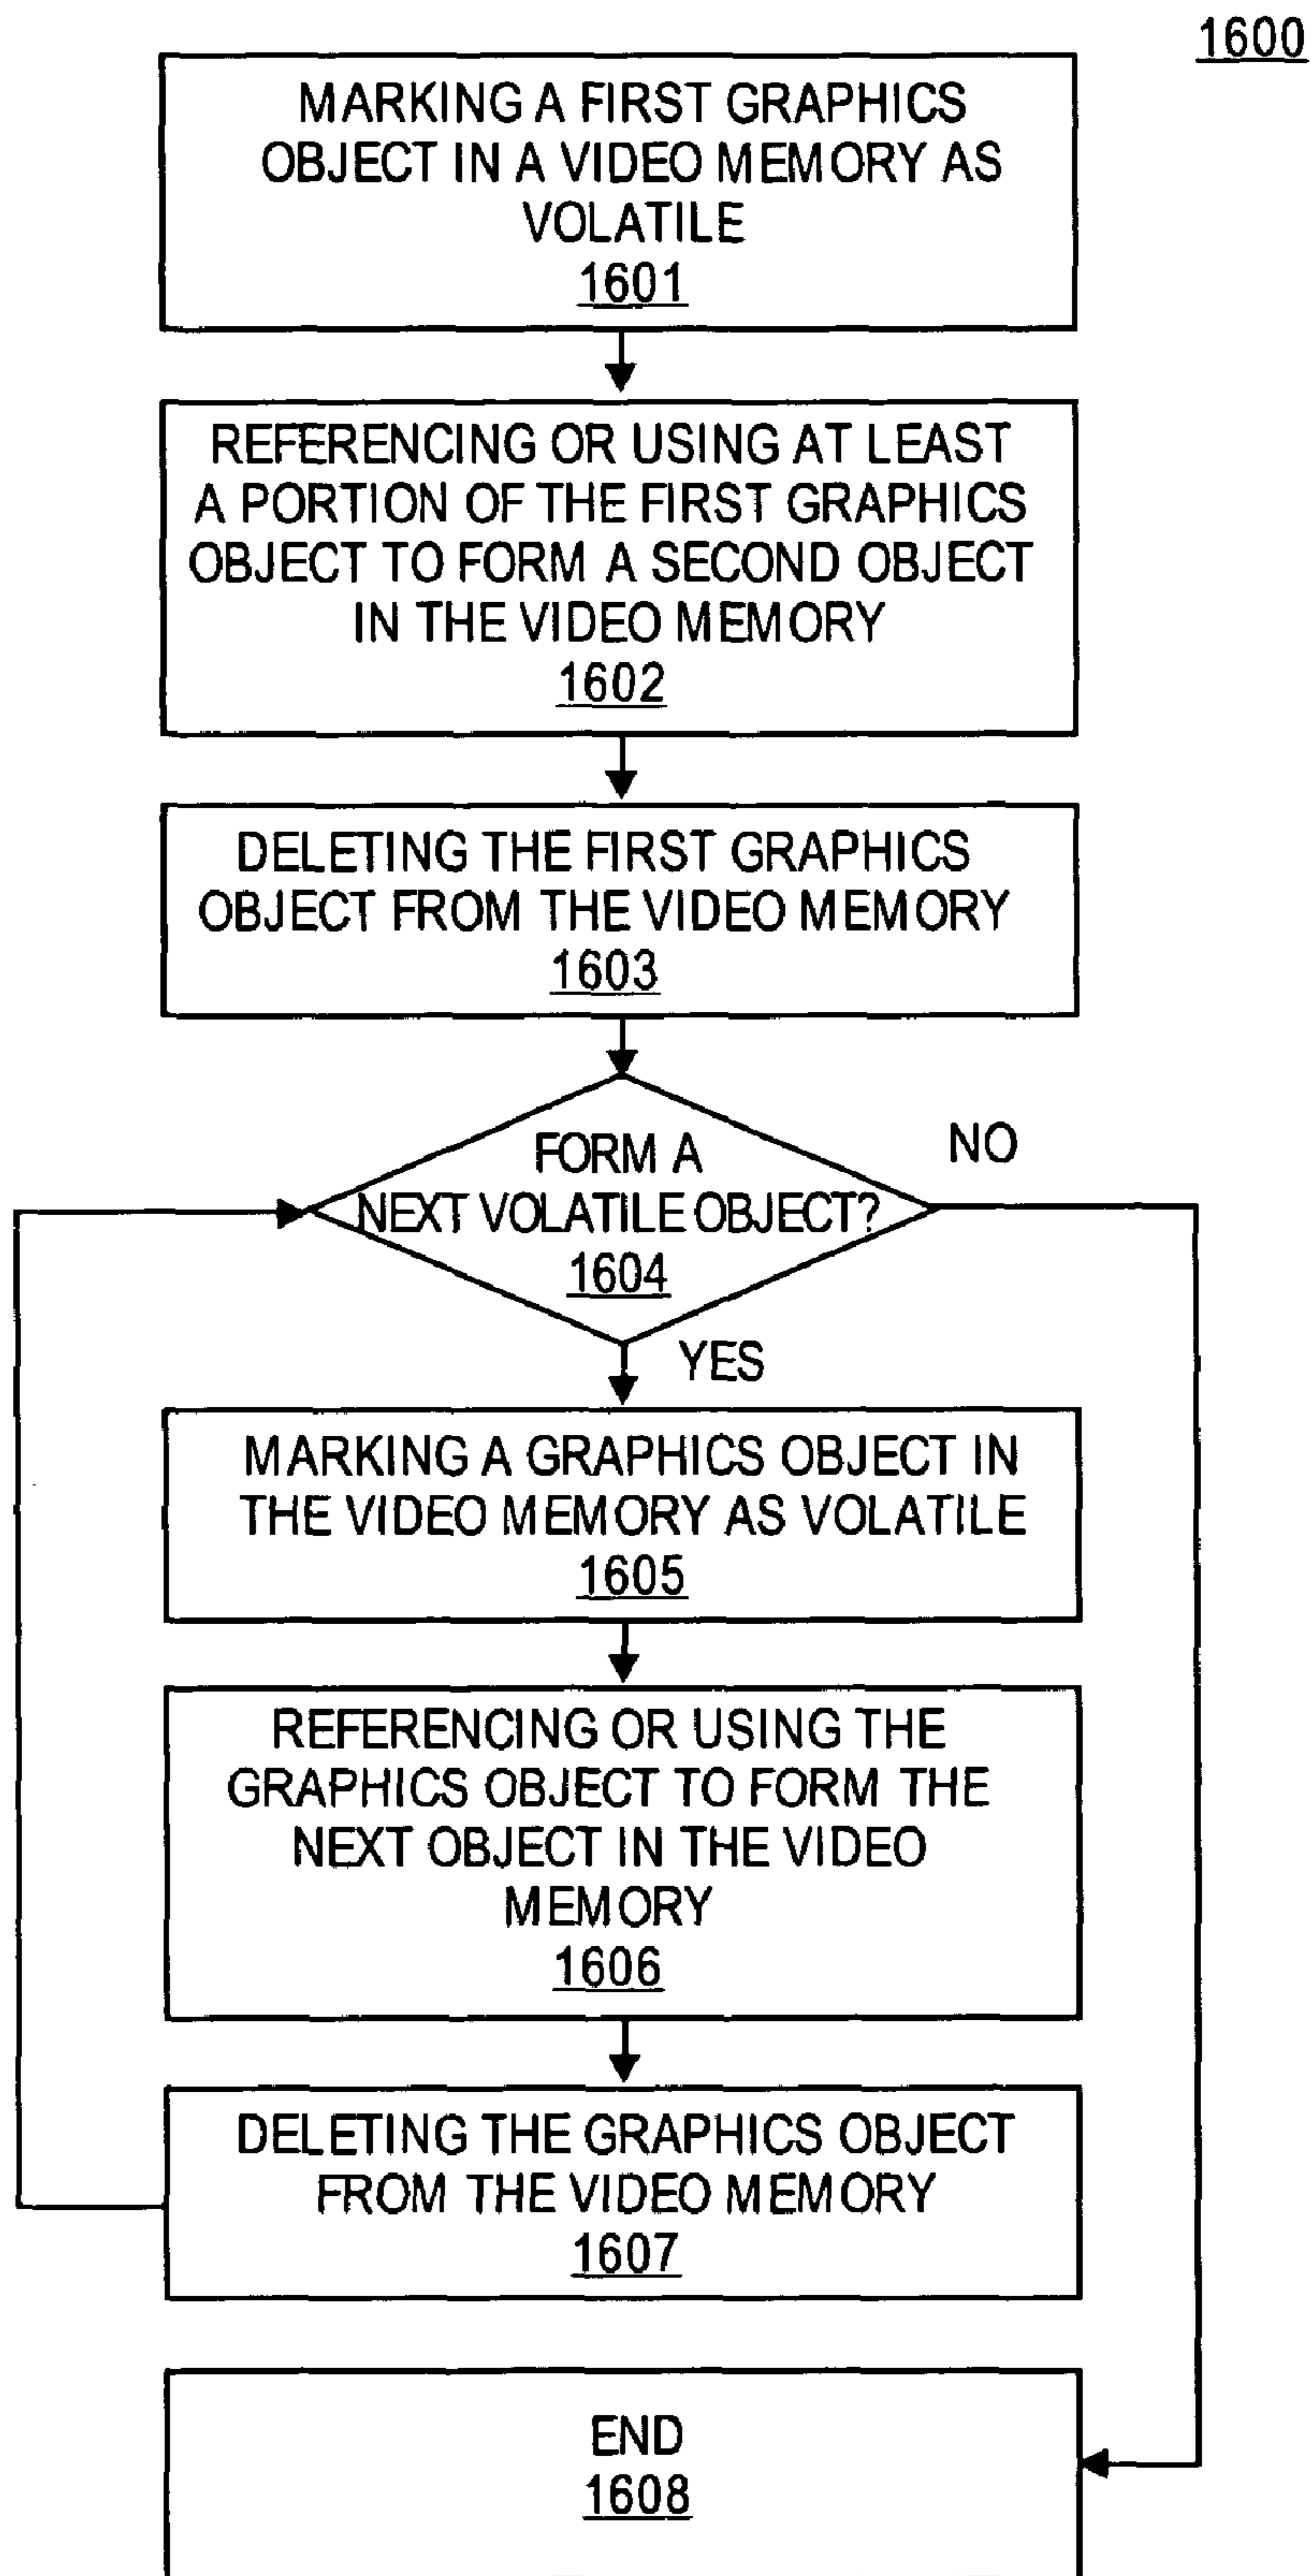 1600
MARKING A FIRST GRAPHICS
OBJECT IN A VIDEO MEMORY AS
VOLATILE
1601
REFERENCING OR USING AT LEAST
A PORTION OF THE FIRST GRAPHICS
OBJECT TO FORM A SECOND OBJECT
IN THE VIDEO MEMORY
1602
DELETING THE FIRST GRAPHICS
OBJECT FROM THE VIDEO MEMORY
1603
FORM A
NEXT VOLATILE OBJECT?
1604
NO
YES
MARKING A GRAPHICS OBJECT IN
THE VIDEO MEMORY AS VOLATILE
1605
REFERENCING OR USING THE
GRAPHICS OBJECT TO FORM THE
NEXT OBJECT IN THE VIDEO
MEMORY
1606
DELETING THE GRAPHICS OBJECT
FROM THE VIDEO MEMORY
1607
END
1608